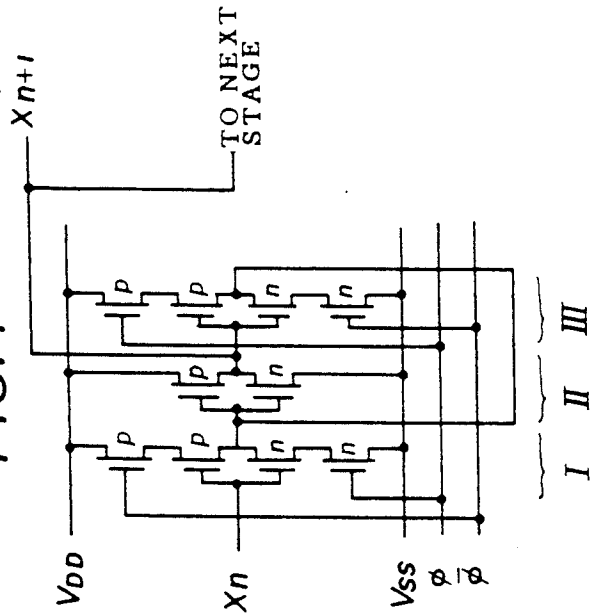 Xn+1
TO NEXT
STAGE
VDD
p p p
p p
Xn
n n n
n n
VSS
φ
φ̄
I II III